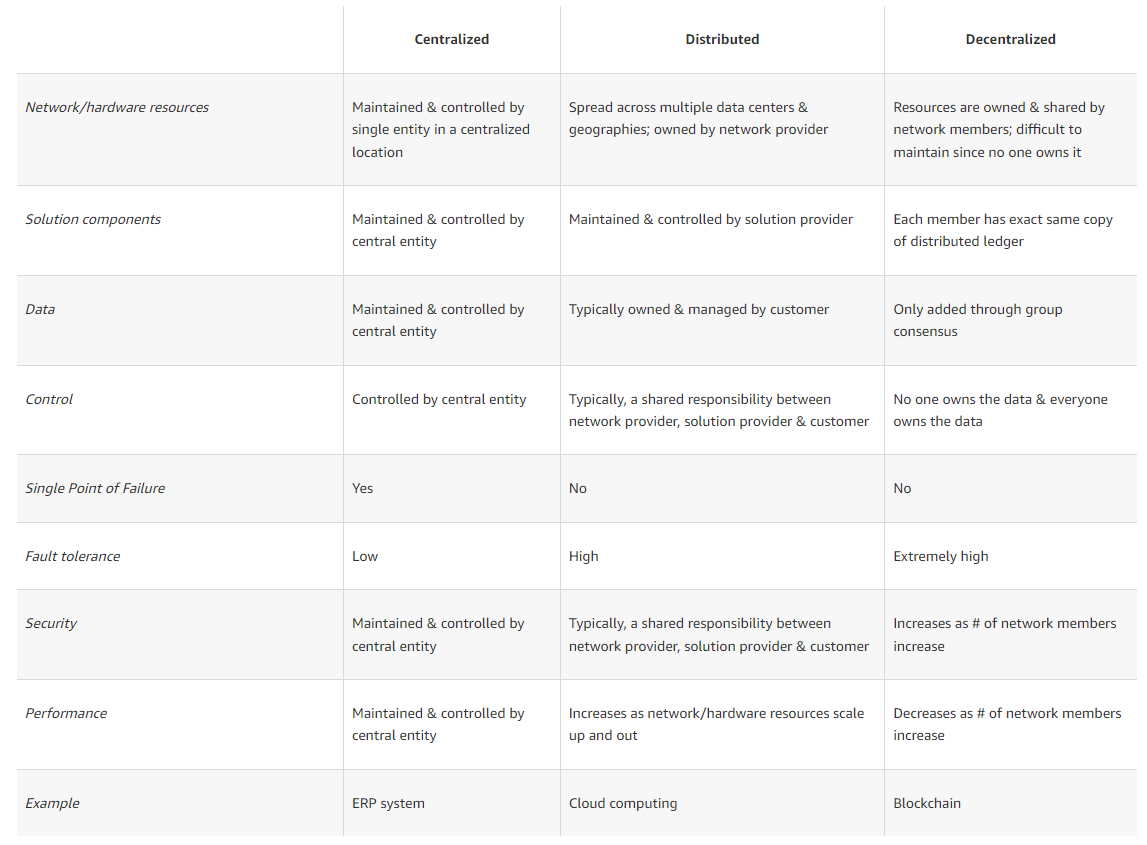 Centralized Distributed Decentralized
Network/hardware resources
Maintained & controlled by
single entity in a centralized
location
Spread across multiple data centers &
geographies; owned by network provider
Resources are owned & shared by
network members; difficult to
maintain since no one owns it
Solution components
Maintained & controlled by
central entity
Maintained & controlled by solution provider
Each member has exact same copy
of distributed ledger
Data
Maintained & controlled by
central entity
Typically owned & managed by customer
Only added through group
consensus
Control
Controlled by central entity
Typically, a shared responsibility between
network provider, solution provider & customer
No one owns the data & everyone
owns the data
Single Point of Failure
Yes
No
No
Fault tolerance
Low
High
Extremely high
Security
Maintained & controlled by
central entity
Typically, a shared responsibility between
network provider, solution provider & customer
Increases as # of network members
increase
Performance
Maintained & controlled by
central entity
Increases as network/hardware resources scale
up and out
Decreases as # of network members
increase
Example
ERP system
Cloud computing
Blockchain